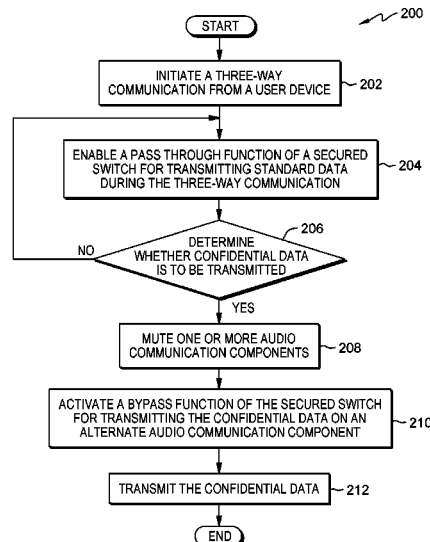 200
START
INITIATE A THREE-WAY
COMMUNICATION FROM A USER DEVICE
202
ENABLE A PASS THROUGH FUNCTION OF A SECURED
SWITCH FOR TRANSMITTING STANDARD DATA
DURING THE THREE-WAY COMMUNICATION
204
206
DETERMINE
WHETHER CONFIDENTIAL DATA
IS TO BE TRANSMITTED
NO
YES
MUTE ONE OR MORE AUDIO
COMMUNICATION COMPONENTS
208
ACTIVATE A BYPASS FUNCTION OF THE SECURED SWITCH
FOR TRANSMITTING THE CONFIDENTIAL DATA ON AN
ALTERNATE AUDIO COMMUNICATION COMPONENT
210
TRANSMIT THE CONFIDENTIAL DATA
212
END